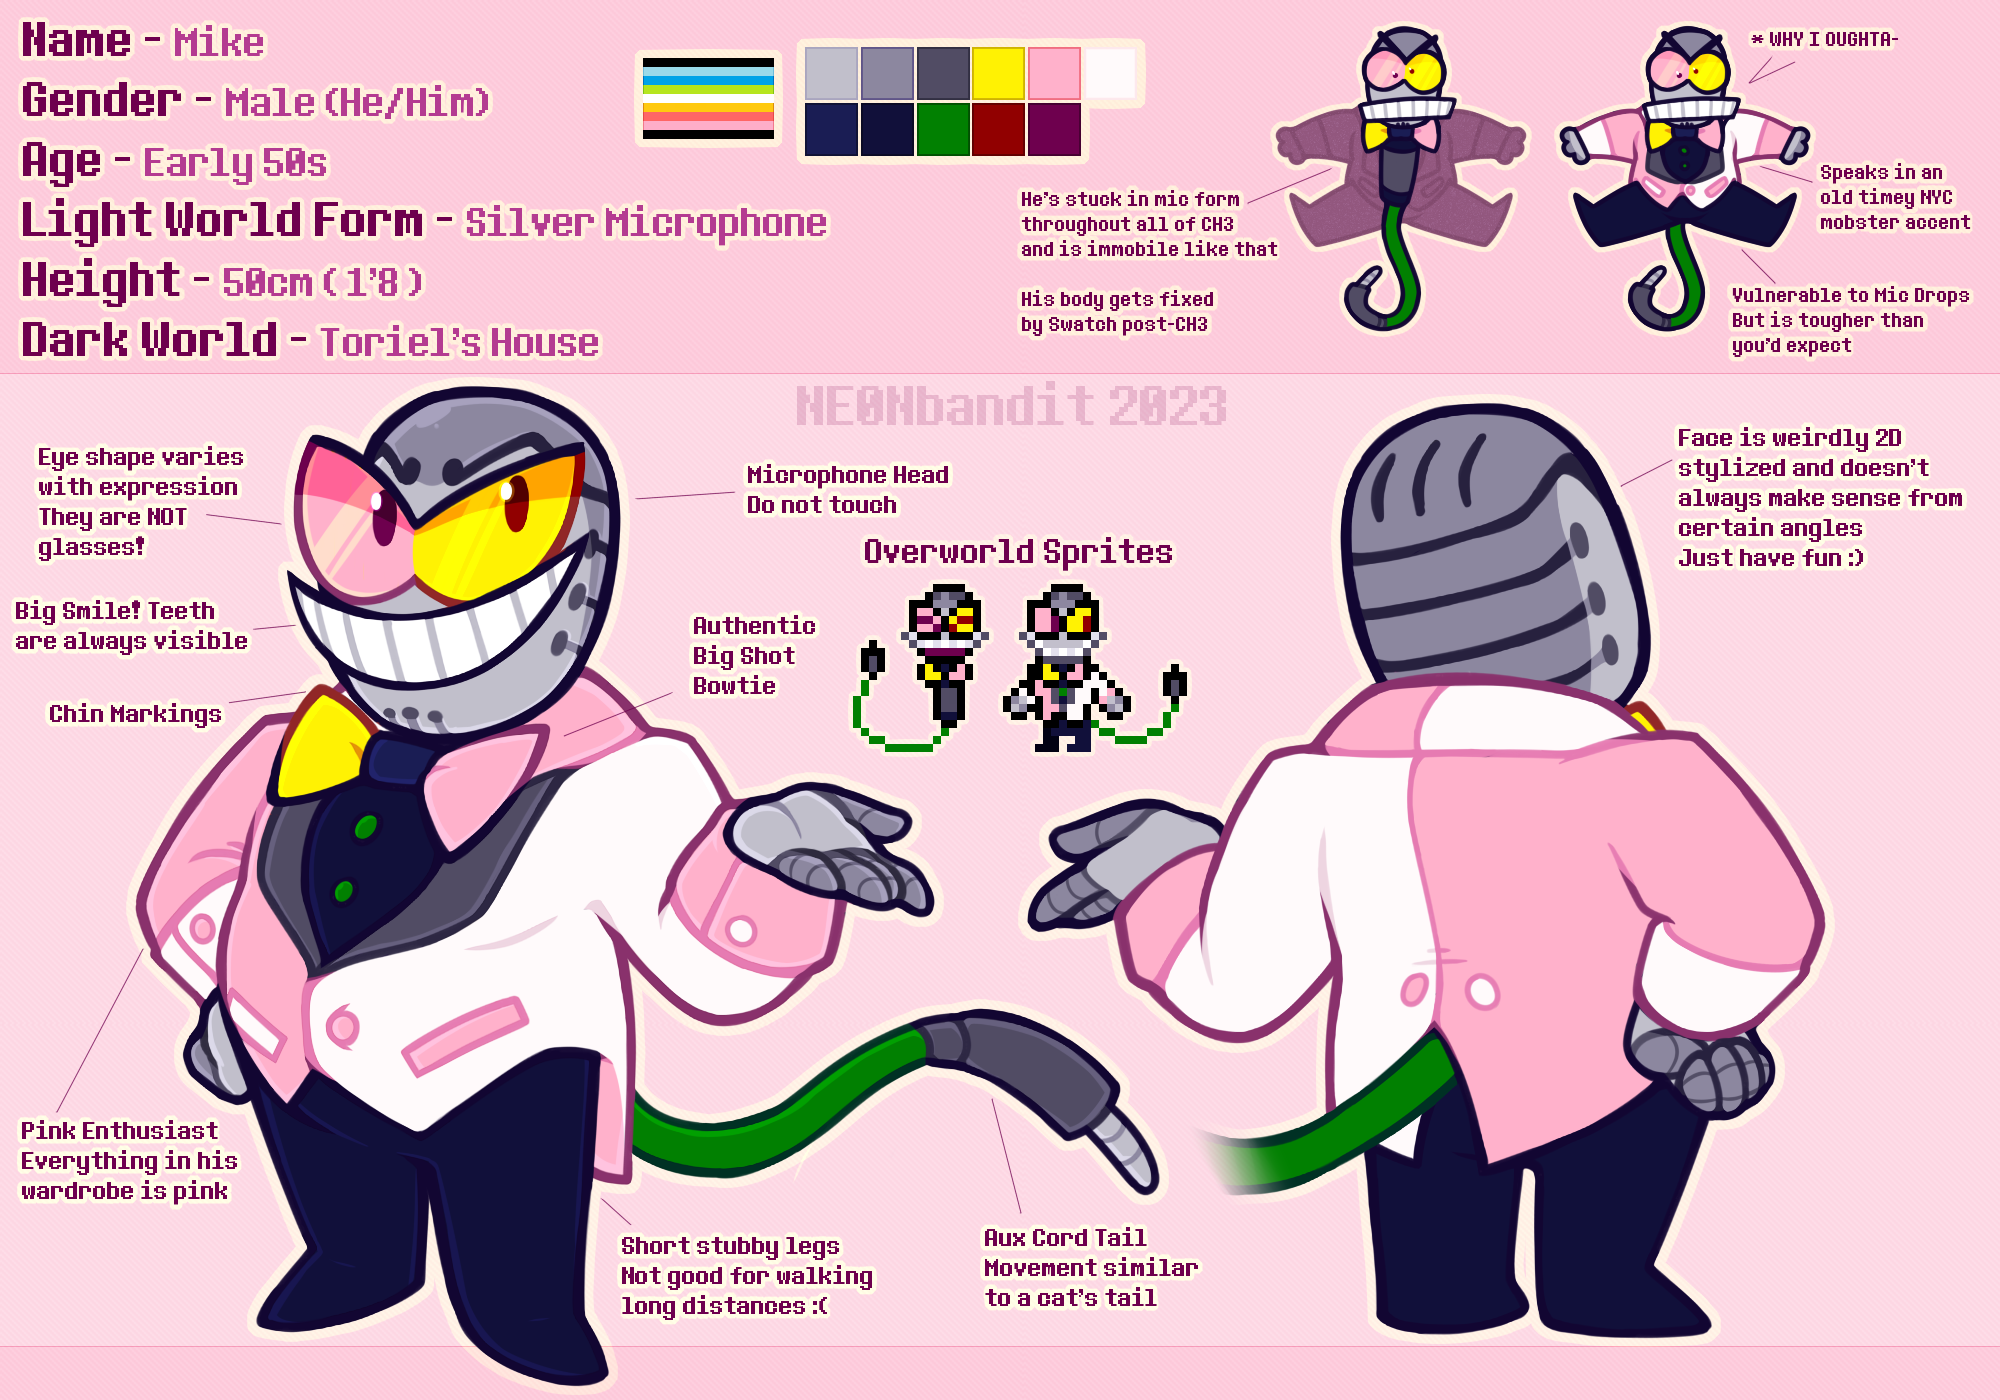 Name - Mike
Gender - Male (He/Him)
Age - Early 50s
Light World Form - Silver Microphone
Height - 50cm ( 1'8 )
Dark World - Toriel's House
He's stuck in mic form
throughout all of CH3
and is immobile like that
His body gets fixed
by Swatch post-CH3
* WHY I OUGHTA-
Speaks in an
old timey NYC
mobster accent
Vulnerable to Mic Drops
But is tougher than
you'd expect
NE0Nbandit 2023
Eye shape varies
with expression
They are NOT
glasses!
Big Smile! Teeth
are always visible
Chin Markings
Microphone Head
Do not touch
Overworld Sprites
Authentic
Big Shot
Bowtie
Face is weirdly 2D
stylized and doesn't
always make sense from
certain angles
Just have fun :)
Pink Enthusiast
Everything in his
wardrobe is pink
Short stubby legs
Not good for walking
long distances :(
Aux Cord Tail
Movement similar
to a cat's tail